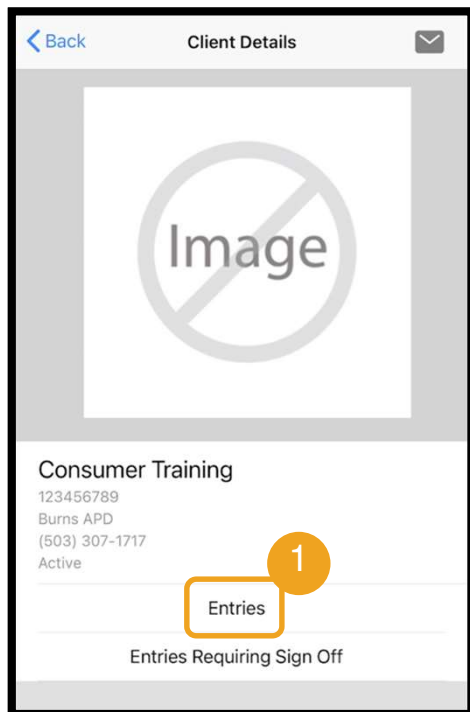 Back
Client Details
Image
Consumer Training
123456789
Burns APD
(503) 307-1717
Active
1
Entries
Entries Requiring Sign Off